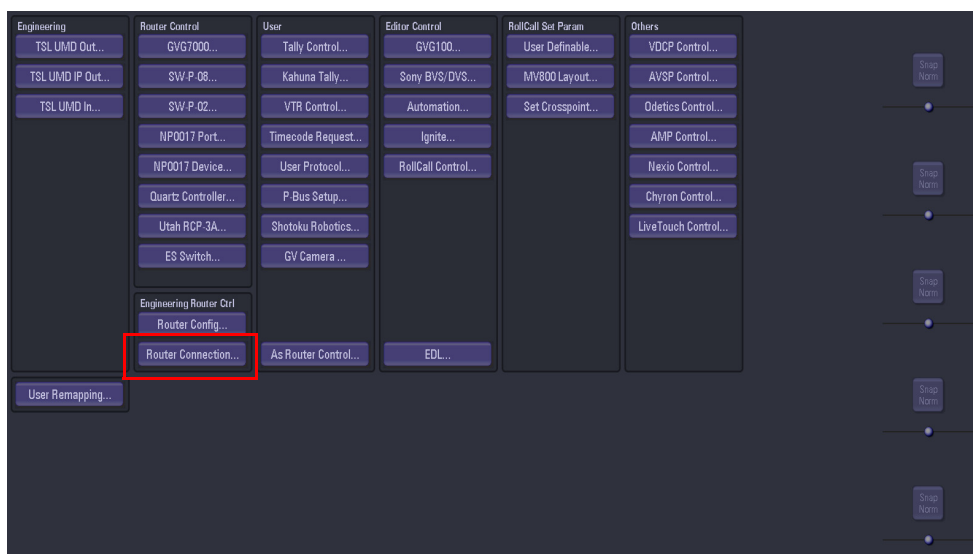 Engineering
TSL UMD Out...
TSL UMD IP Out...
TSL UMD In...
Router Control
GVG7000...
SW-P-08...
SW-P-02...
NP0017 Port...
NP0017 Device...
Quartz Controller...
Utah RCP-3A...
ES Switch...
Engineering Router Ctrl
Router Config...
Router Connection...
User
Tally Control...
Kahuna Tally...
VTR Control...
Timecode Request...
User Protocol...
P-Bus Setup...
Shotoku Robotics...
GV Camera ...
As Router Control...
Editor Control
GVG100...
Sony BVS/DVS...
Automation...
Ignite...
RollCall Control...
EDL...
RollCall Set Param
User Definable...
MV800 Layout...
Set Crosspoint...
Others
VDCP Control...
AVSP Control...
Odetics Control...
AMP Control...
Nexio Control...
Chyron Control...
LiveTouch Control...
User Remapping...
Snap
Norm
Snap
Norm
Snap
Norm
Snap
Norm
Snap
Norm